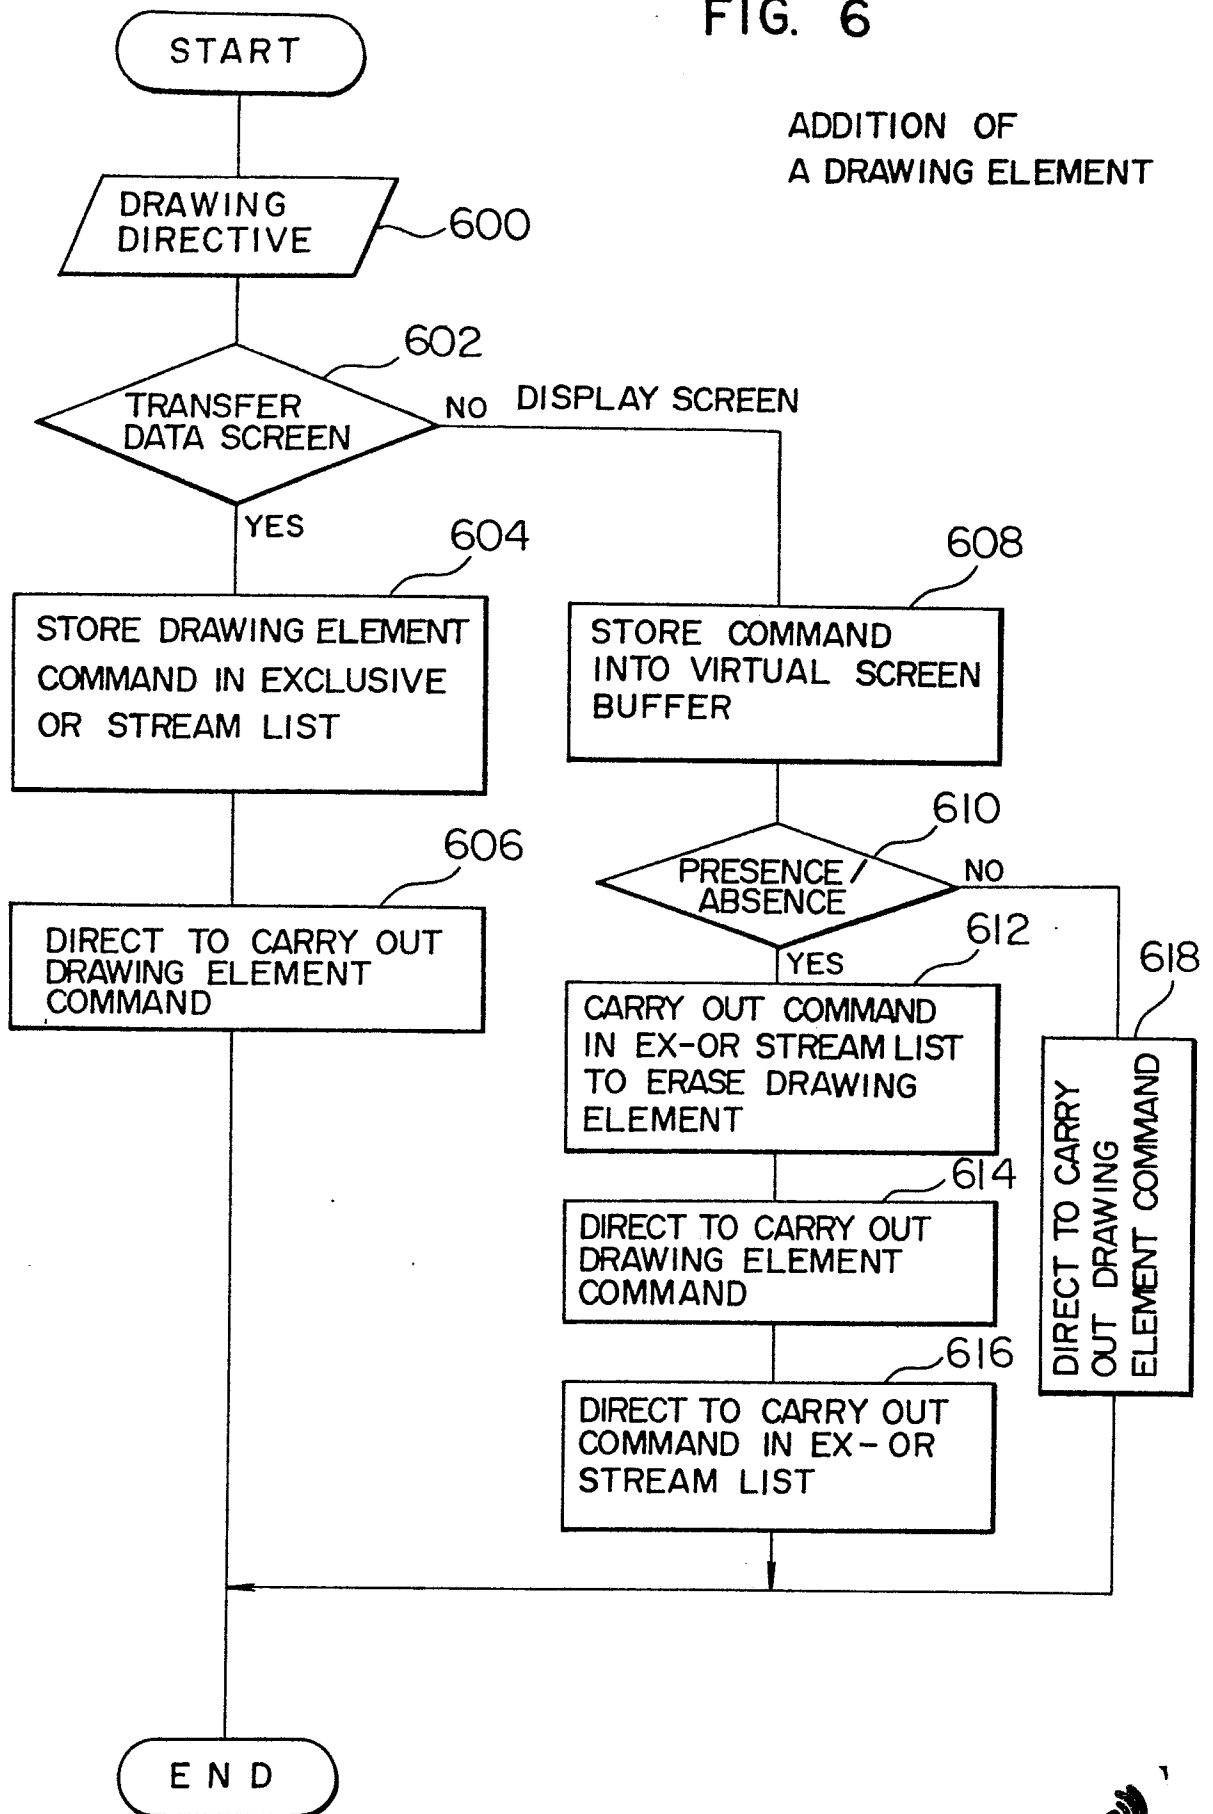 FIG. 6
START
ADDITION OF
A DRAWING ELEMENT
DRAWING
DIRECTIVE
600
602
TRANSFER
DATA SCREEN
NO
DISPLAY SCREEN
YES
604
STORE DRAWING ELEMENT
COMMAND IN EXCLUSIVE
OR STREAM LIST
606
DIRECT TO CARRY OUT
DRAWING ELEMENT
COMMAND
608
STORE COMMAND
INTO VIRTUAL SCREEN
BUFFER
610
PRESENCE /
ABSENCE
NO
YES
612
CARRY OUT COMMAND
IN EX-OR STREAM LIST
TO ERASE DRAWING
ELEMENT
614
DIRECT TO CARRY OUT
DRAWING ELEMENT
COMMAND
616
DIRECT TO CARRY OUT
COMMAND IN EX-OR
STREAM LIST
618
DIRECT TO CARRY
OUT DRAWING
ELEMENT COMMAND
END